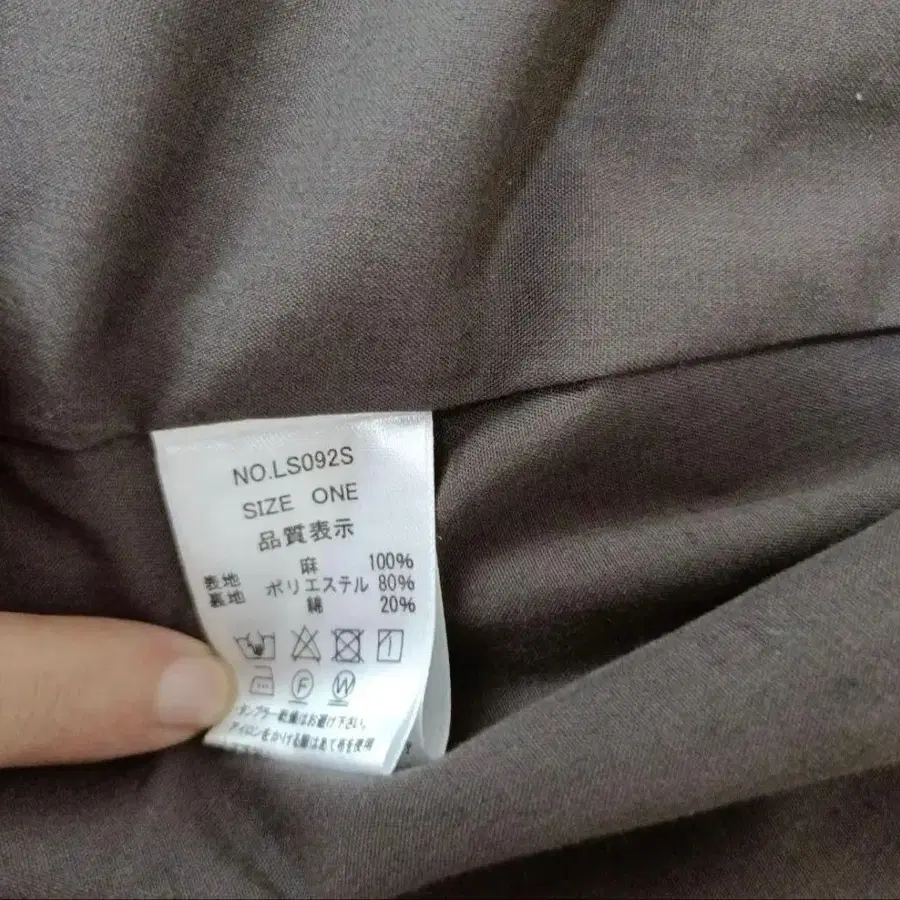 NO.LS092S
SIZE ONE
品質表示
表地 麻 100%
裏地 ポリエステル 80%
綿 20%
F W
タンブラー乾燥はお避け下さい。
アイロンをかける際はあて布を使用